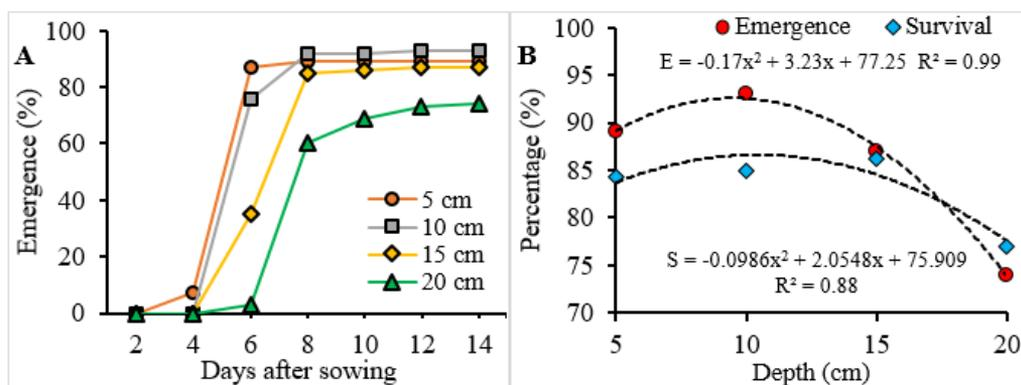 A
Emergence (%)
100
80
60
40
20
0
2 4 6 8 10 12 14
Days after sowing
5 cm
10 cm
15 cm
20 cm
B
Emergence Survival
E = -0.17x² + 3.23x + 77.25 R² = 0.99
Percentage (%)
100
95
90
85
80
75
70
S = -0.0986x² + 2.0548x + 75.909
R² = 0.88
5 10 15 20
Depth (cm)